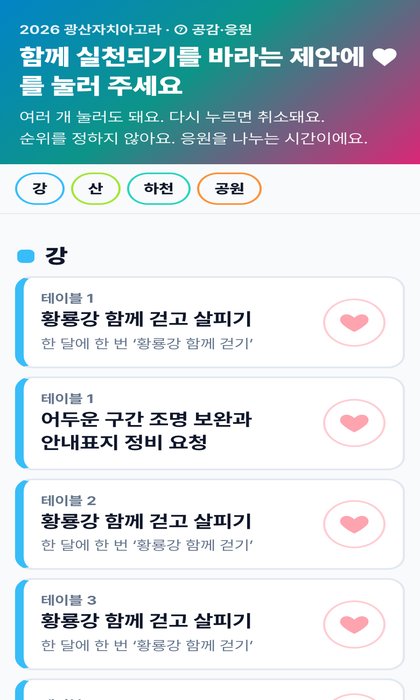 2026 광산자치아고라 · ⑦ 공감·응원
함께 실천되기를 바라는 제안에 ♥
를 눌러 주세요
여러 개 눌러도 돼요. 다시 누르면 취소돼요.
순위를 정하지 않아요. 응원을 나누는 시간이에요.
강
산
하천
공원
강
테이블 1
황룡강 함께 걷고 살피기
한 달에 한 번 ‘황룡강 함께 걷기’
테이블 1
어두운 구간 조명 보완과
안내표지 정비 요청
테이블 2
황룡강 함께 걷고 살피기
한 달에 한 번 ‘황룡강 함께 걷기’
테이블 3
황룡강 함께 걷고 살피기
한 달에 한 번 ‘황룡강 함께 걷기’